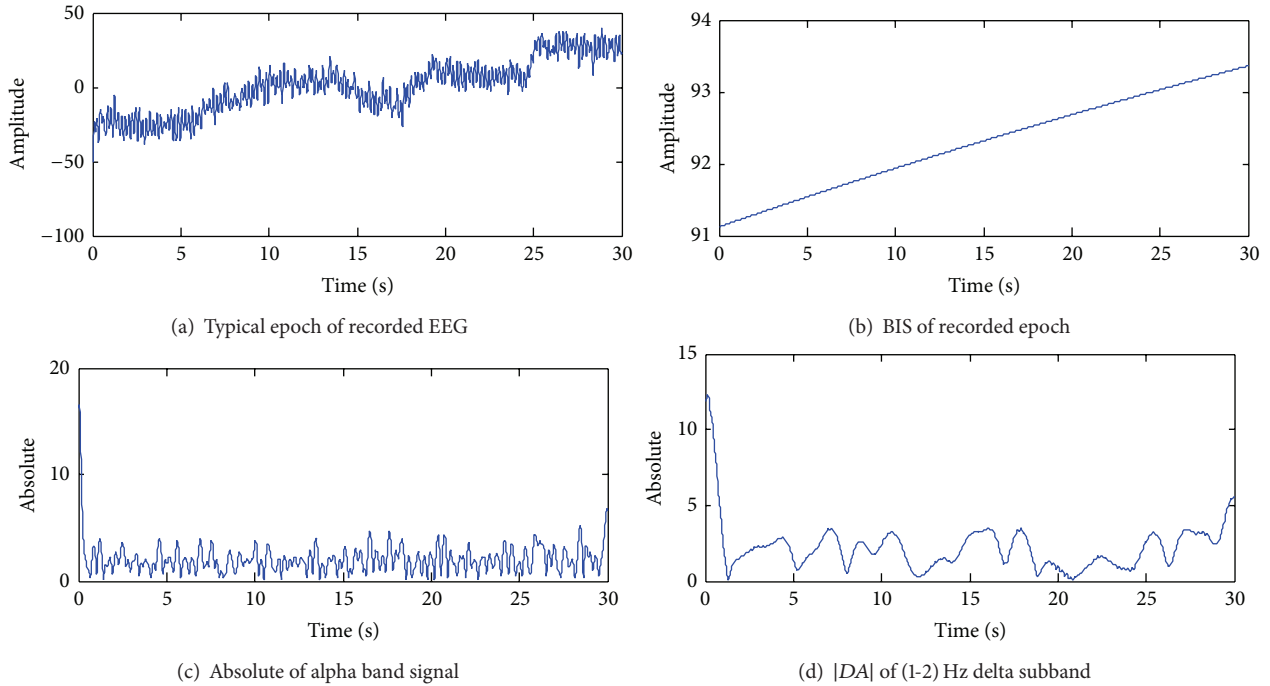 50
0
−50
−100
Amplitude
0 5 10 15 20 25 30
Time (s)
(a) Typical epoch of recorded EEG
94
93
92
91
Amplitude
0 5 10 15 20 25 30
Time (s)
(b) BIS of recorded epoch
20
10
0
Absolute
0 5 10 15 20 25 30
Time (s)
(c) Absolute of alpha band signal
15
10
5
0
Absolute
0 5 10 15 20 25 30
Time (s)
(d) |DA| of (1-2) Hz delta subband